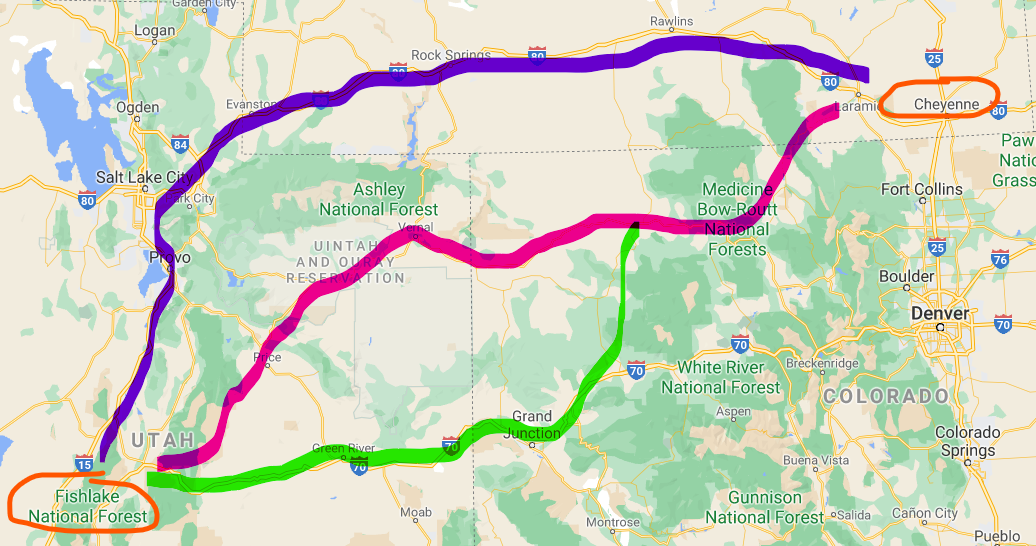 Garden City
Logan
Rawlins
Rock Springs
80
25
80
80
Evanston
Laramie
Cheyenne
80
Ogden
84
Paw
Natio
Grass
Salt Lake City
80
Park City
Ashley
National Forest
Medicine
Bow-Routt
National
Forests
Fort Collins
Vernal
UINTAH
AND OURAY
RESERVATION
25
76
Provo
Boulder
Denver
70
70
Price
70
White River
National Forest
Breckenridge
COLORADO
Aspen
Grand
Junction
UTAH
70
Green River
70
Colorado
Springs
15
Buena Vista
Fishlake
National Forest
Gunnison
National Forest
Moab
Salida
Cañon City
Montrose
Pueblo